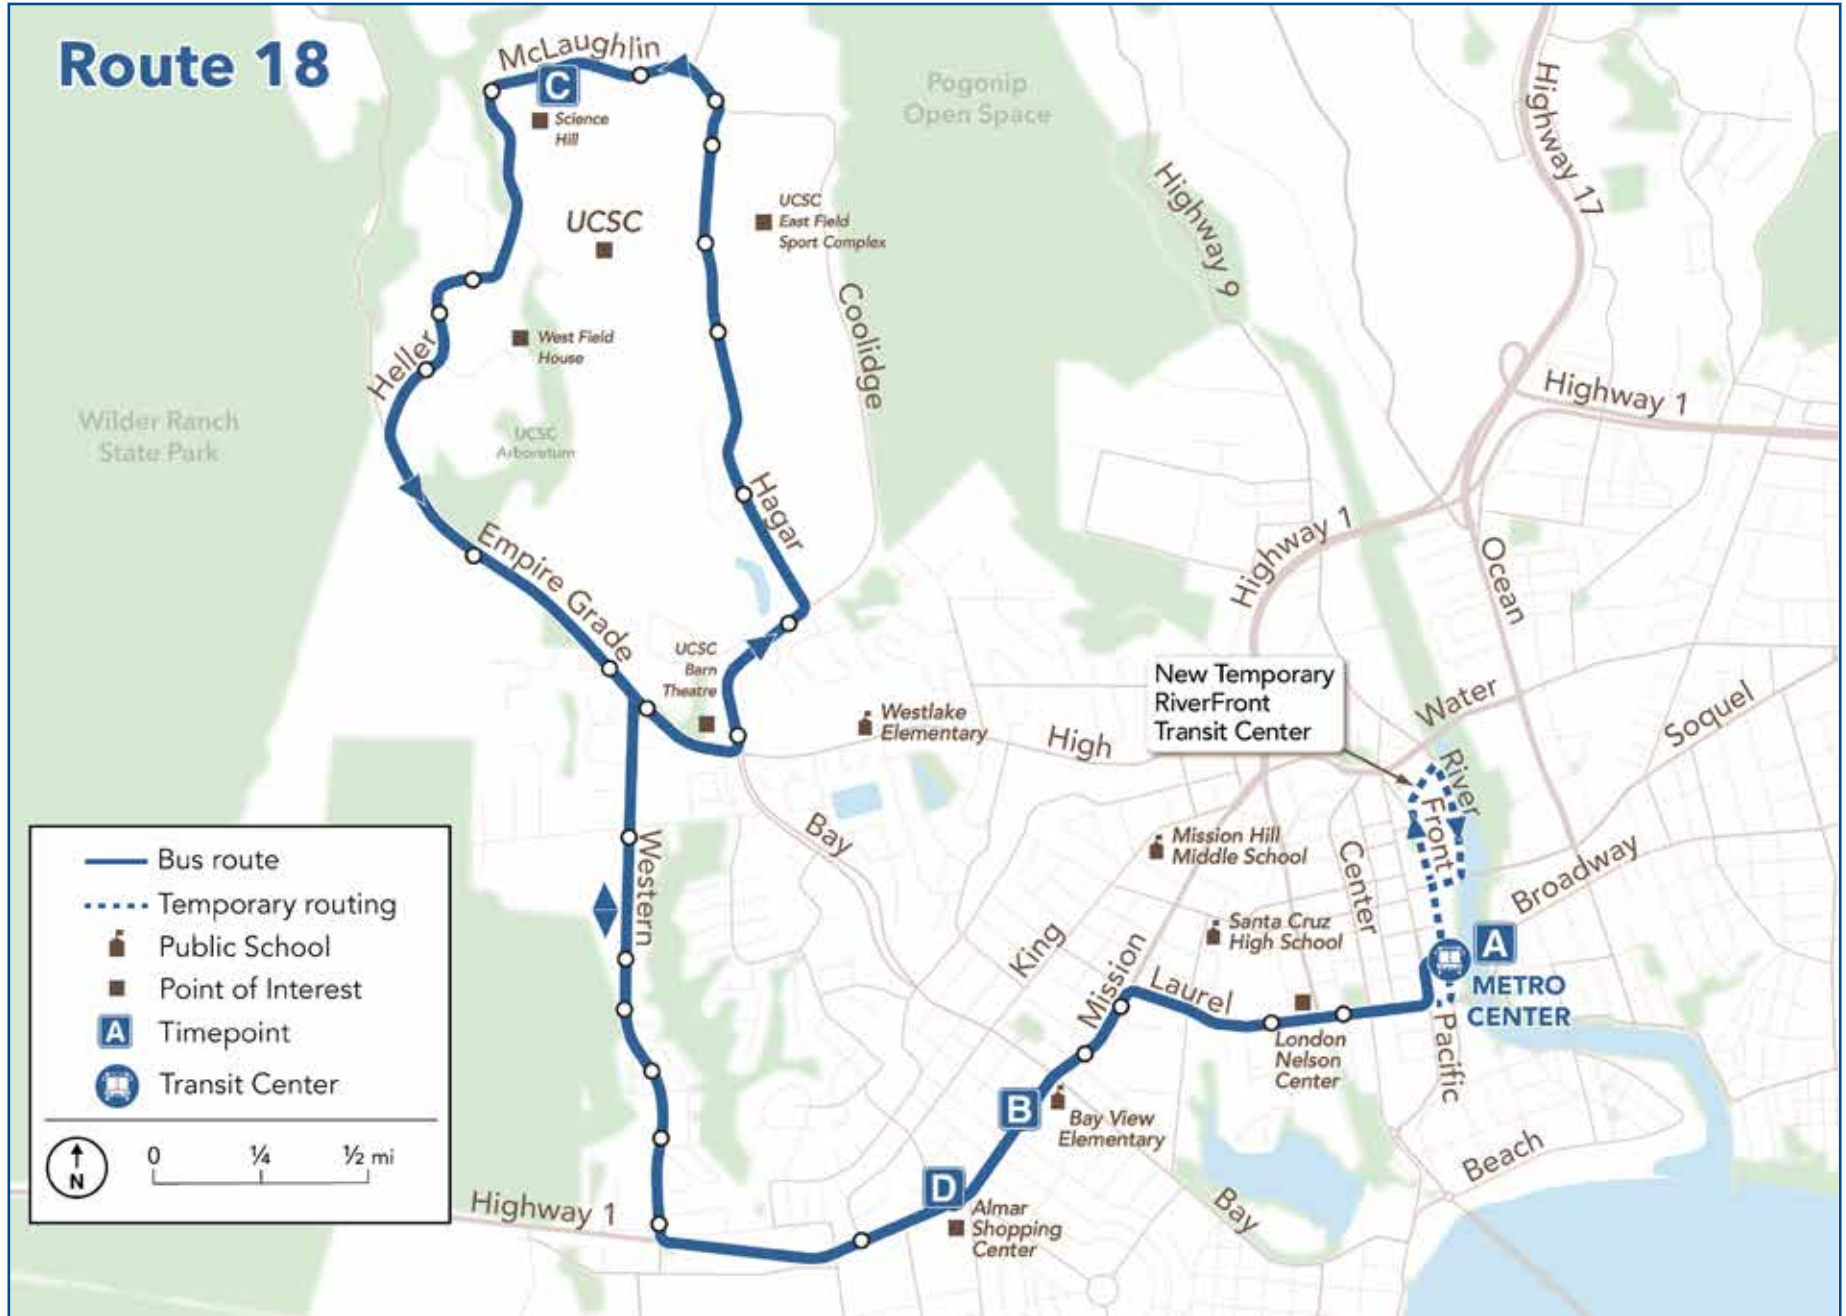 Route 18
McLaughlin
C
Science
Hill
UCSC
UCSC
East Field
Sport Complex
Pogonip
Open Space
Highway 17
Highway 9
Coolidge
West Field
House
Heller
Highway 1
Wilder Ranch
State Park
UCSC
Arboretum
Hagar
Empire Grade
Highway 1
Ocean
UCSC
Barn
Theatre
New Temporary
RiverFront
Transit Center
Water
Soquel
Westlake
Elementary
High
River
Front
Bay
Western
Mission Hill
Middle School
Center
Broadway
Santa Cruz
High School
King
Mission
Laurel
A
METRO
CENTER
Pacific
London
Nelson
Center
B
Bay View
Elementary
D
Almar
Shopping
Center
Bay
Beach
Highway 1
Bus route
Temporary routing
Public School
Point of Interest
A
Timepoint
Transit Center
N
0 ¼ ½ mi